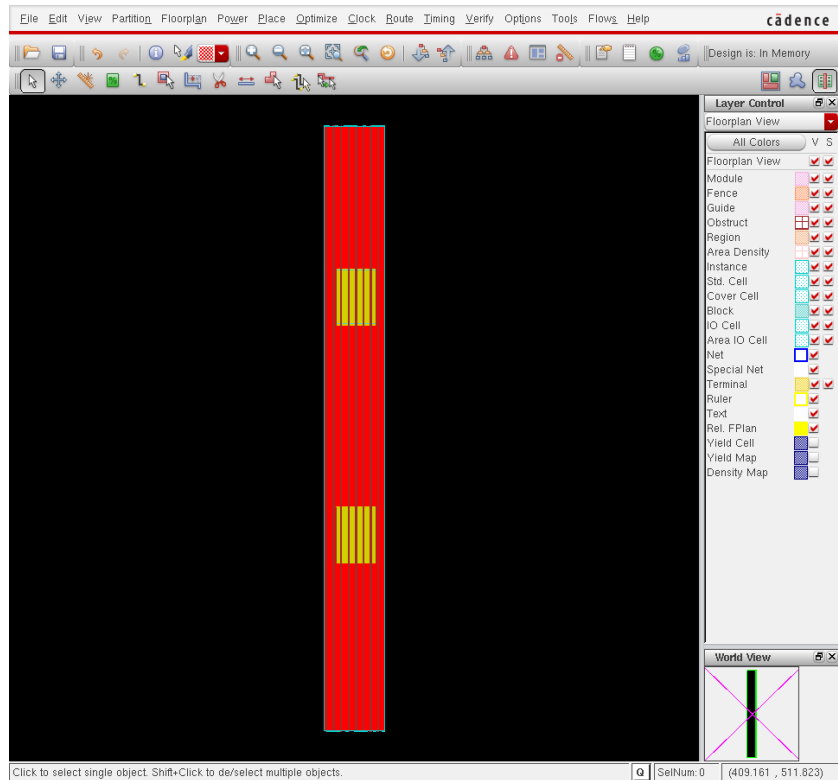 File Edit View Partition Floorplan Power Place Optimize Clock Route Timing Verify Options Tools Flows Help cādence
Design is: In Memory
Layer Control
Floorplan View
All Colors V S
Floorplan View
Module
Fence
Guide
Obstruct
Region
Area Density
Instance
Std. Cell
Cover Cell
Block
IO Cell
Area IO Cell
Net
Special Net
Terminal
Ruler
Text
Rel. FPlan
Yield Cell
Yield Map
Density Map
World View
Click to select single object. Shift+Click to de/select multiple objects. Q SelNum: 0 (409.161 , 511.823)